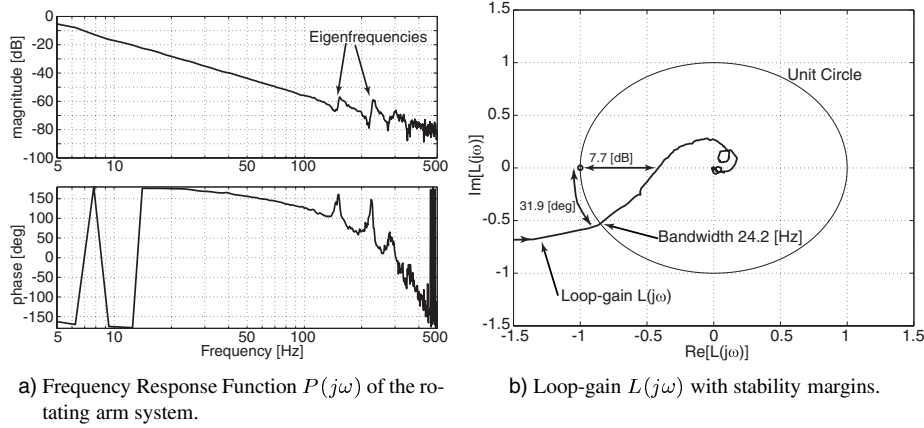 0
-20
-40
-60
-80
-100
magnitude [dB]
Eigenfrequencies
5 10 50 100 500
150
100
50
0
-50
-100
-150
phase [deg]
5 10 50 100 500
Frequency [Hz]
a) Frequency Response Function P(jω) of the ro-
tating arm system.
1.5
1
0.5
0
-0.5
-1
-1.5
Im[L(jω)]
Unit Circle
7.7 [dB]
31.9 [deg]
Bandwidth 24.2 [Hz]
Loop-gain L(jω)
-1.5 -1 -0.5 0 0.5 1 1.5
Re[L(jω)]
b) Loop-gain L(jω) with stability margins.